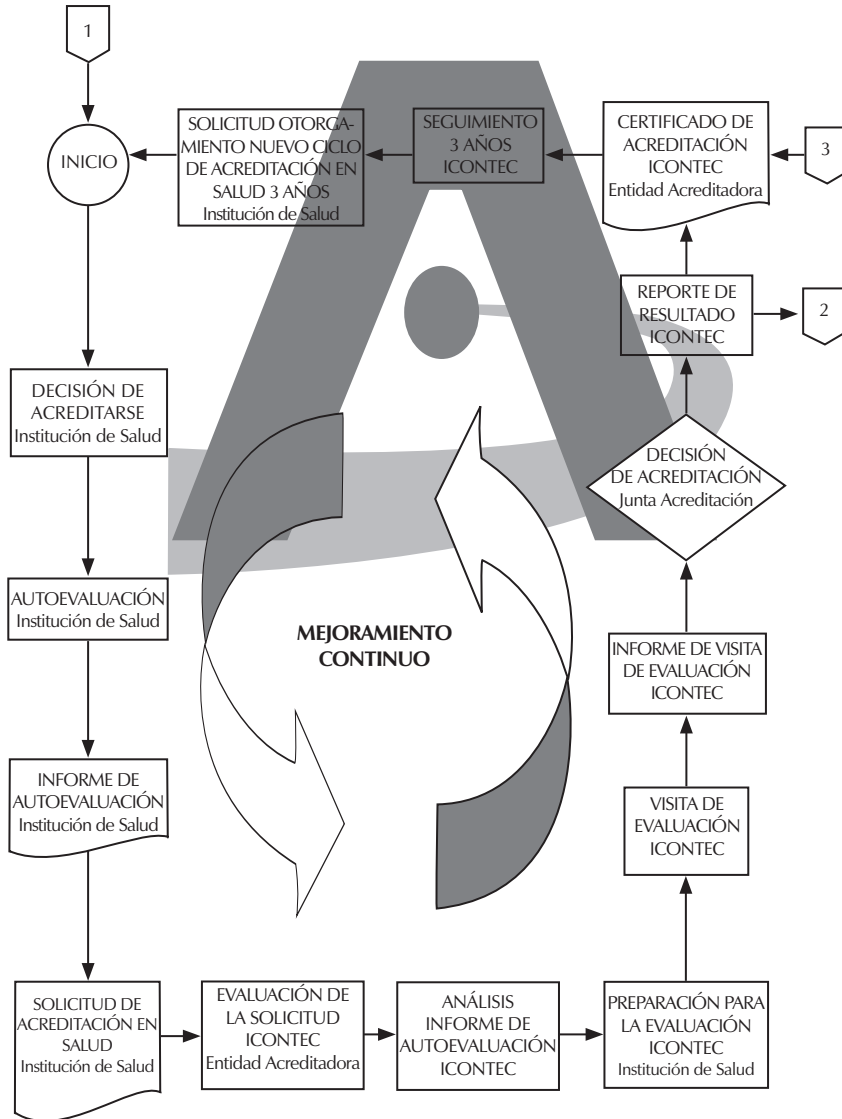 1
INICIO
SOLICITUD OTORGA-
MIENTO NUEVO CICLO
DE ACREDITACIÓN EN
SALUD 3 AÑOS
Institución de Salud
SEGUIMIENTO
3 AÑOS
ICONTEC
CERTIFICADO DE
ACREDITACIÓN
ICONTEC
Entidad Acreditadora
3
REPORTE DE
RESULTADO
ICONTEC
2
DECISIÓN DE
ACREDITARSE
Institución de Salud
DECISIÓN
DE ACREDITACIÓN
Junta Acreditación
AUTOEVALUACIÓN
Institución de Salud
MEJORAMIENTO
CONTINUO
INFORME DE VISITA
DE EVALUACIÓN
ICONTEC
INFORME DE
AUTOEVALUACIÓN
Institución de Salud
VISITA DE
EVALUACIÓN
ICONTEC
SOLICITUD DE
ACREDITACIÓN EN
SALUD
Institución de Salud
EVALUACIÓN DE
LA SOLICITUD
ICONTEC
Entidad Acreditadora
ANÁLISIS
INFORME DE
AUTOEVALUACIÓN
ICONTEC
PREPARACIÓN PARA
LA EVALUACIÓN
ICONTEC
Institución de Salud